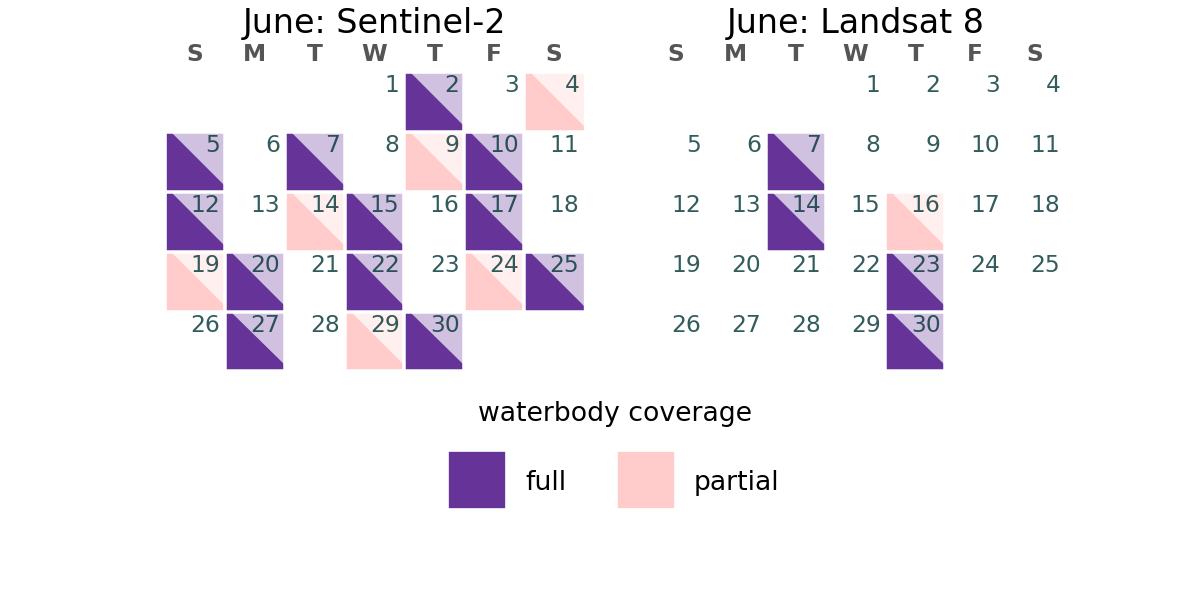 June: Sentinel-2
S M T W T F S
1 2 3 4
5 6 7 8 9 10 11
12 13 14 15 16 17 18
19 20 21 22 23 24 25
26 27 28 29 30
June: Landsat 8
S M T W T F S
1 2 3 4
5 6 7 8 9 10 11
12 13 14 15 16 17 18
19 20 21 22 23 24 25
26 27 28 29 30
waterbody coverage
full partial